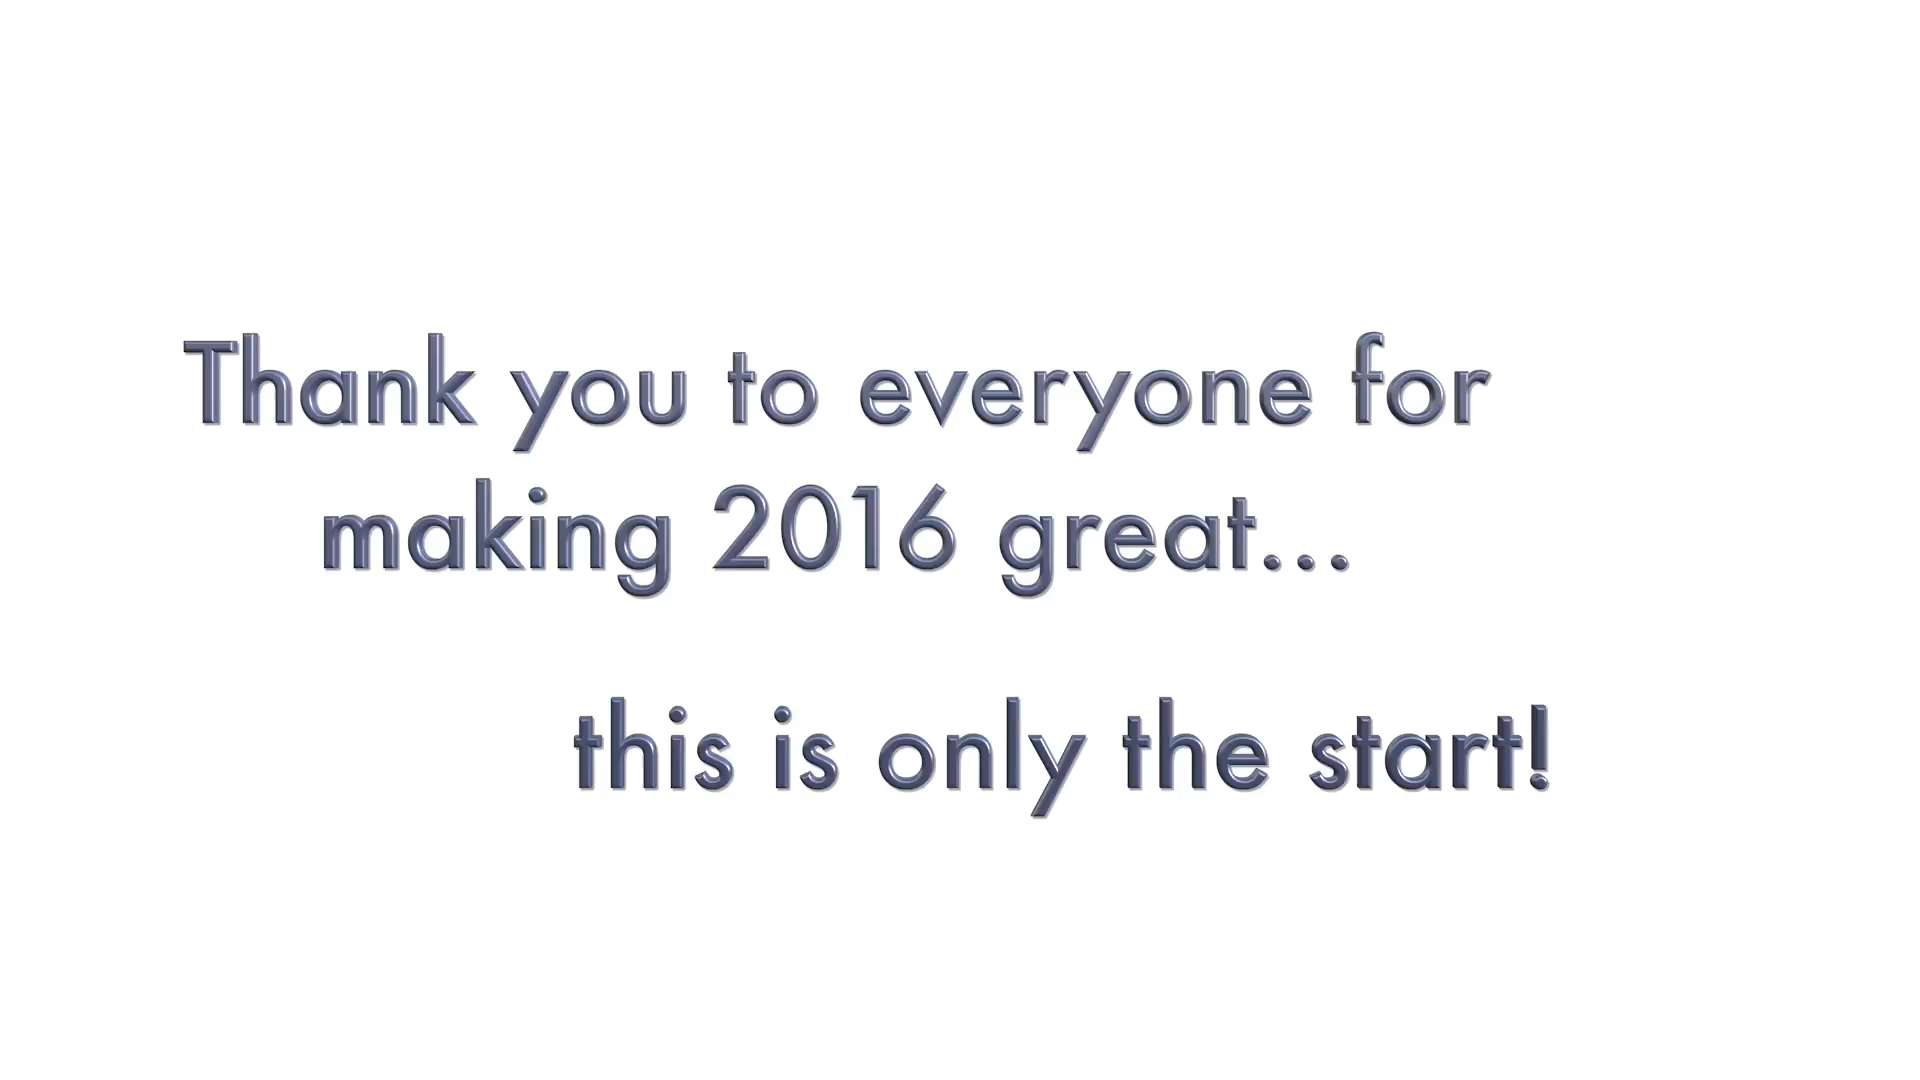 Thank you to everyone for
making 2016 great...
this is only the start!